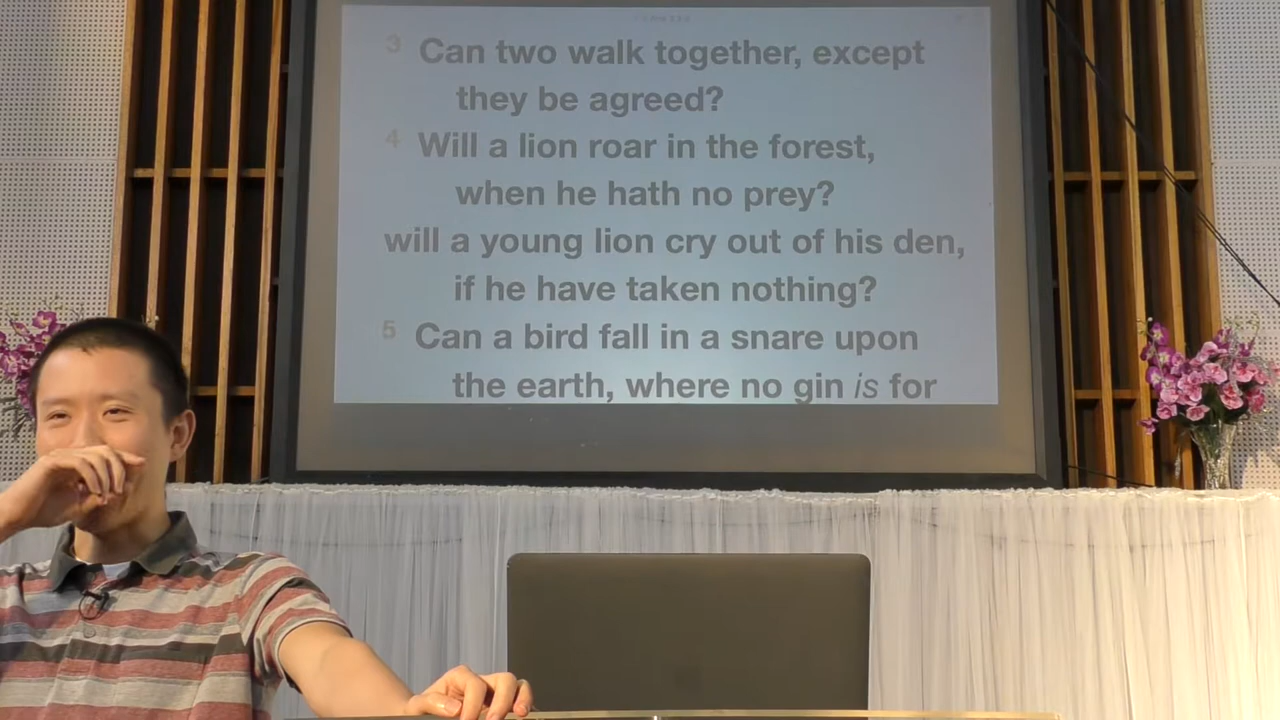 3 Can two walk together, except
they be agreed?
4 Will a lion roar in the forest,
when he hath no prey?
will a young lion cry out of his den,
if he have taken nothing?
5 Can a bird fall in a snare upon
the earth, where no gin is for